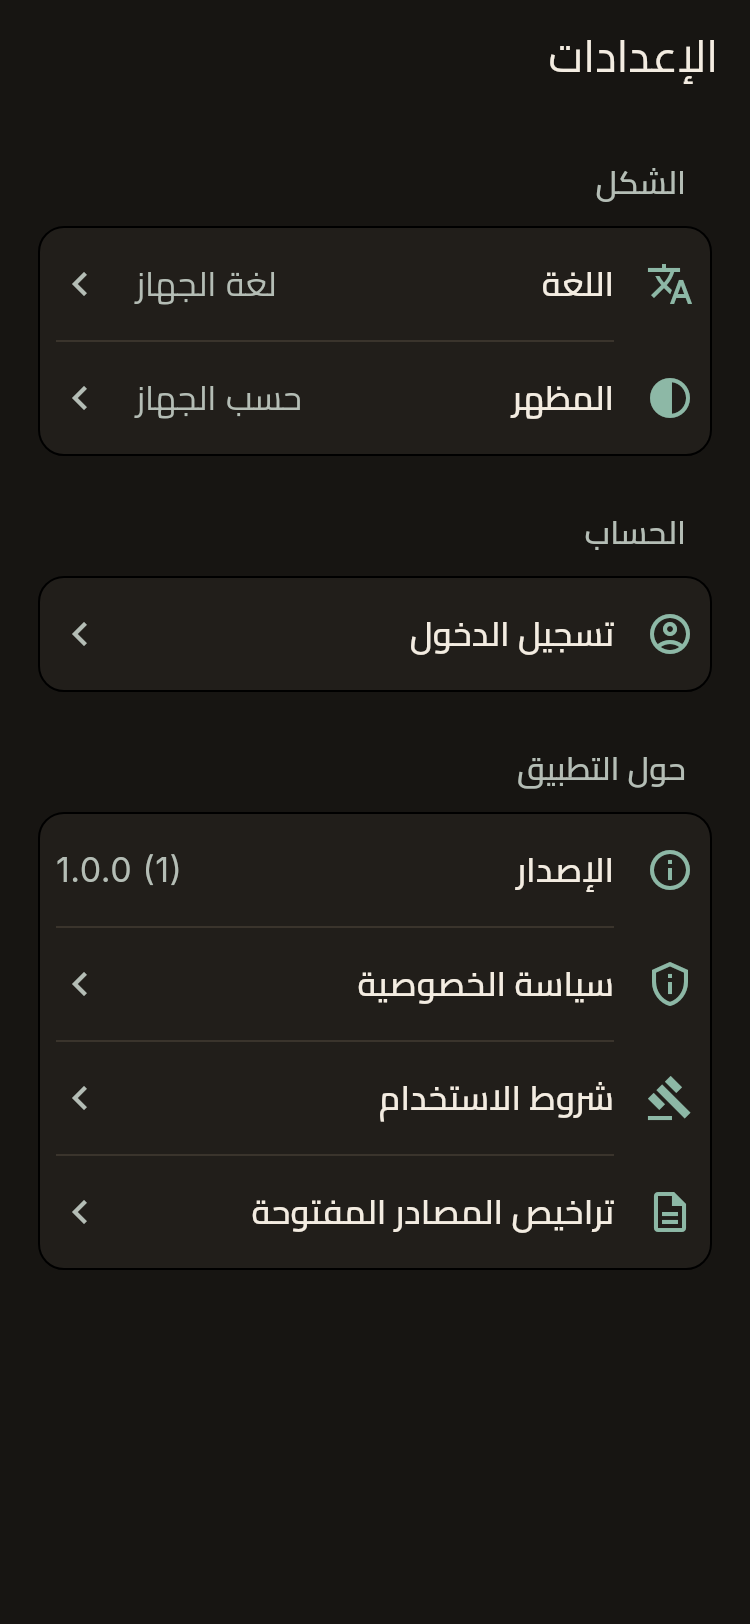 الإعدادات
الشكل
اللغة لغة الجهاز
المظهر حسب الجهاز
الحساب
تسجيل الدخول
حول التطبيق
الإصدار 1.0.0 (1)
سياسة الخصوصية
شروط الاستخدام
تراخيص المصادر المفتوحة